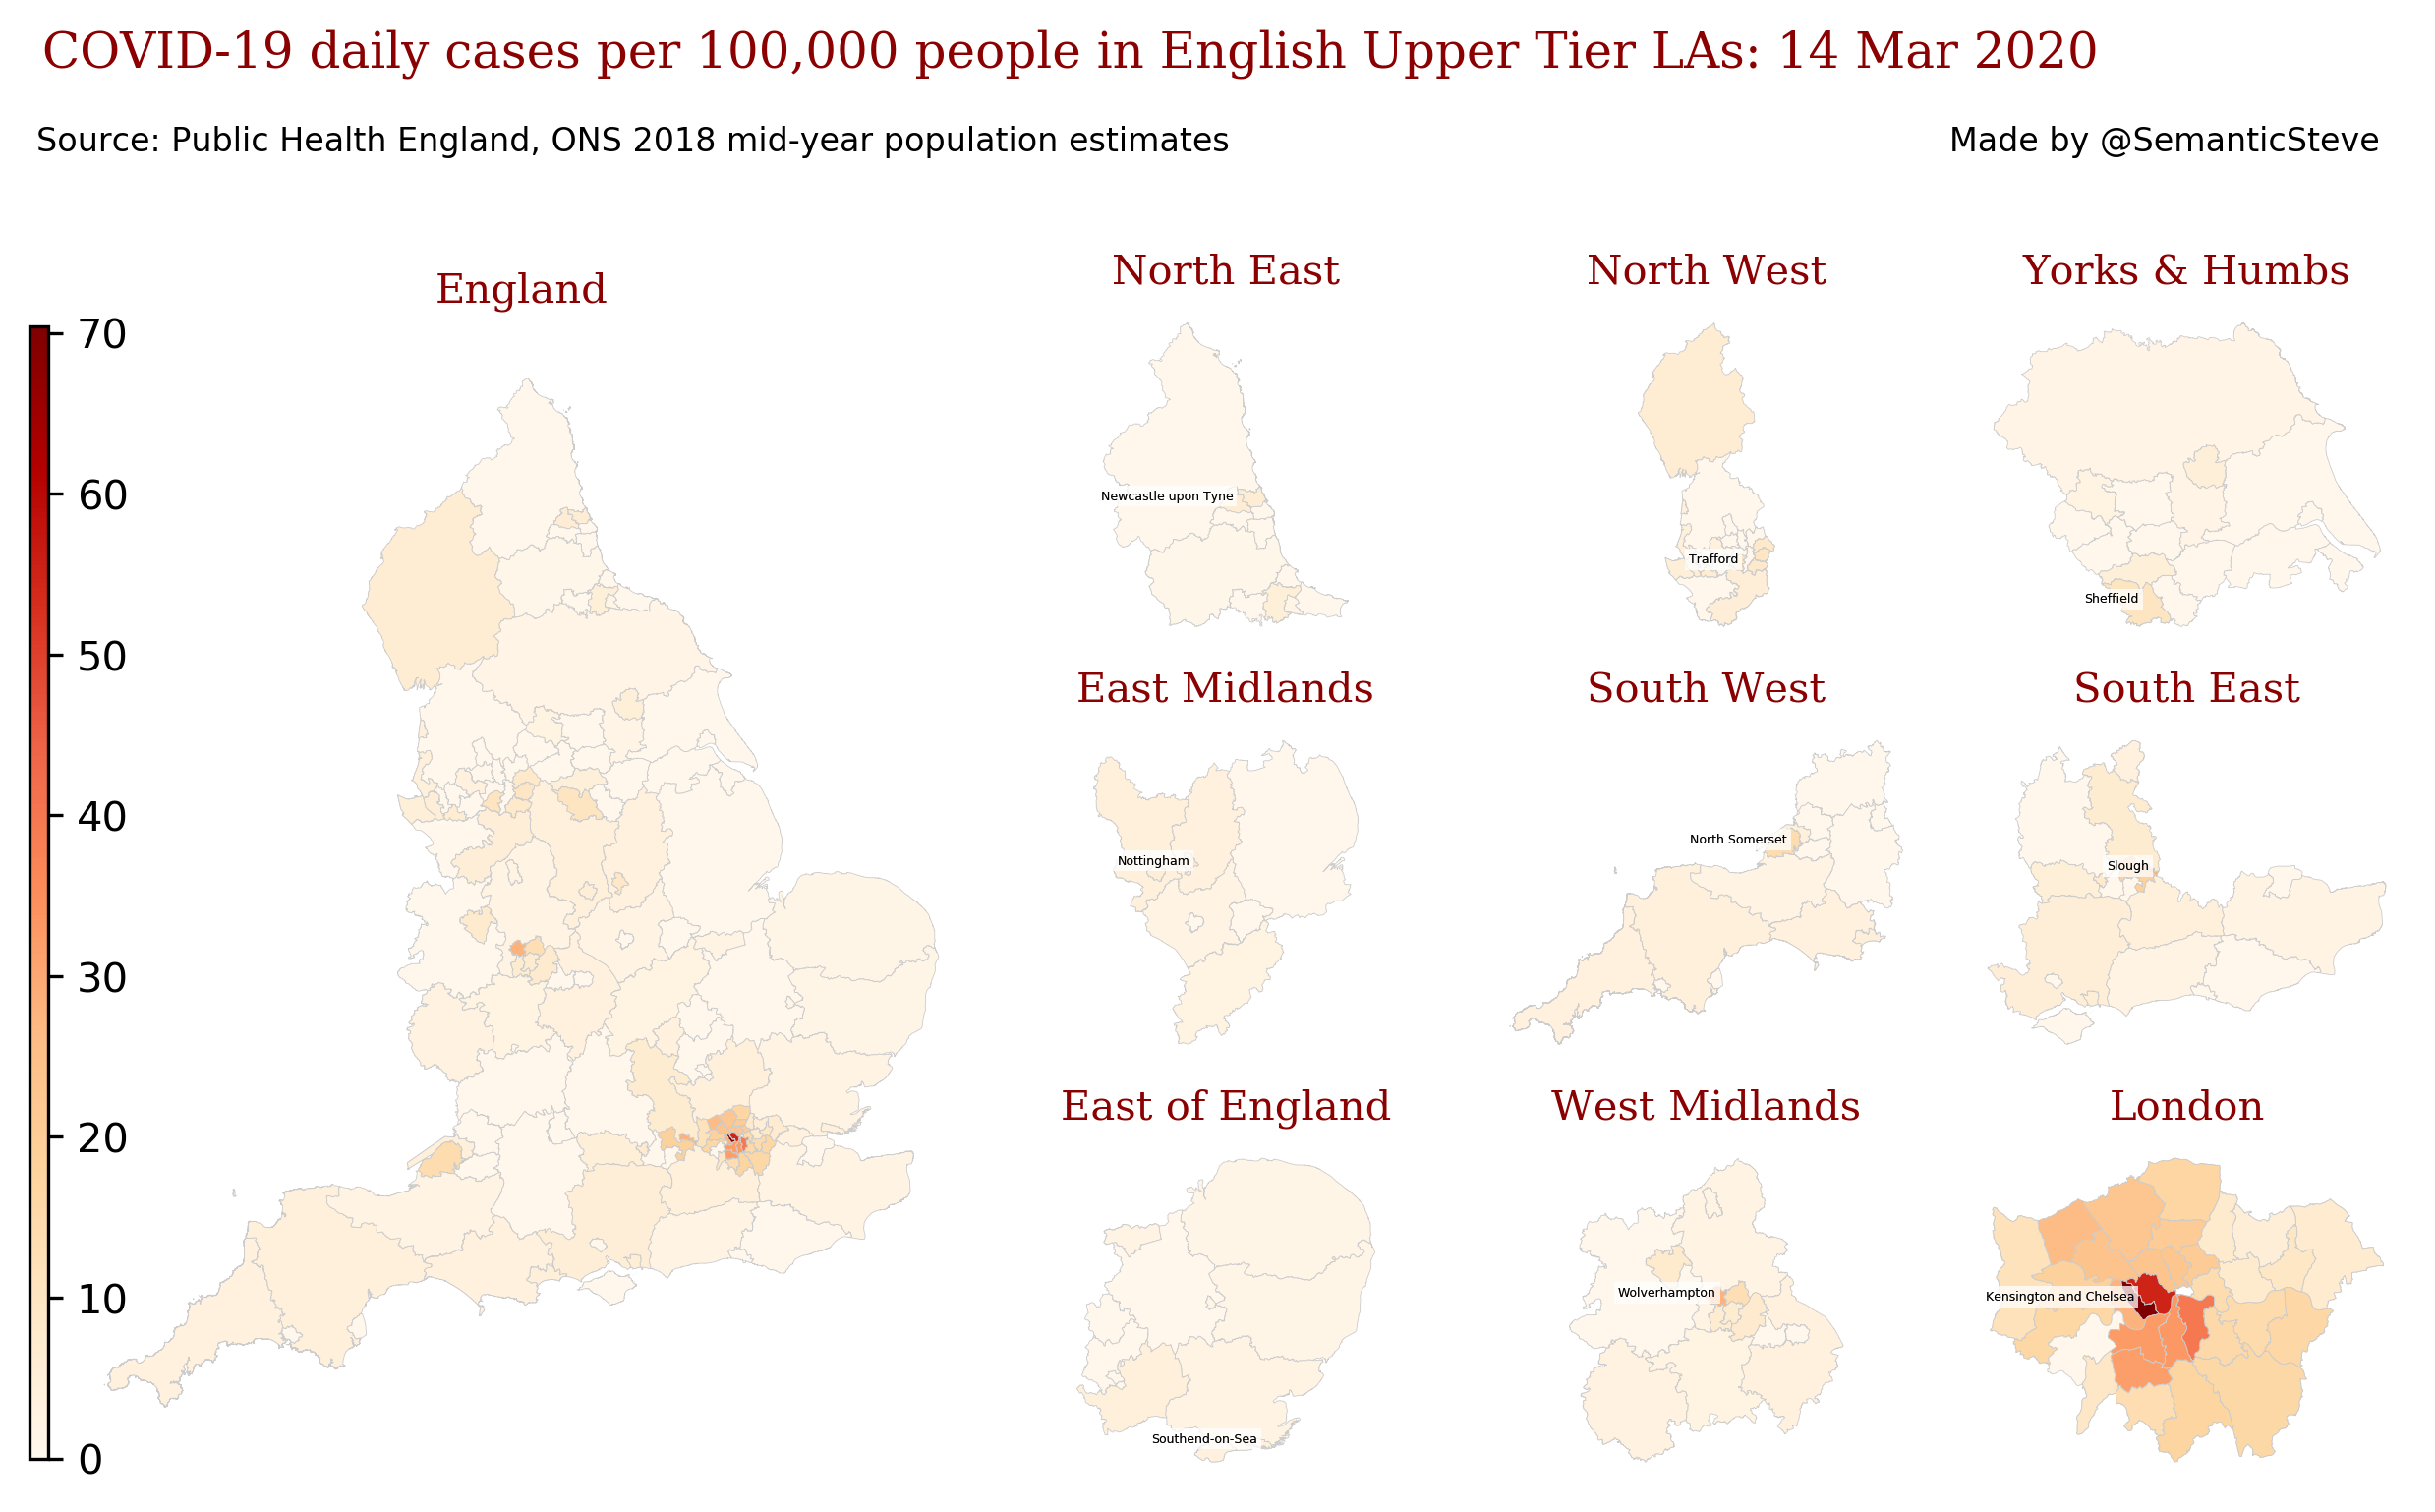 COVID-19 daily cases per 100,000 people in English Upper Tier LAs: 14 Mar 2020
Source: Public Health England, ONS 2018 mid-year population estimates
Made by @SemanticSteve
England
70
60
50
40
30
20
10
0
North East
Newcastle upon Tyne
North West
Trafford
Yorks & Humbs
Sheffield
East Midlands
Nottingham
South West
North Somerset
South East
Slough
East of England
Southend-on-Sea
West Midlands
Wolverhampton
London
Kensington and Chelsea